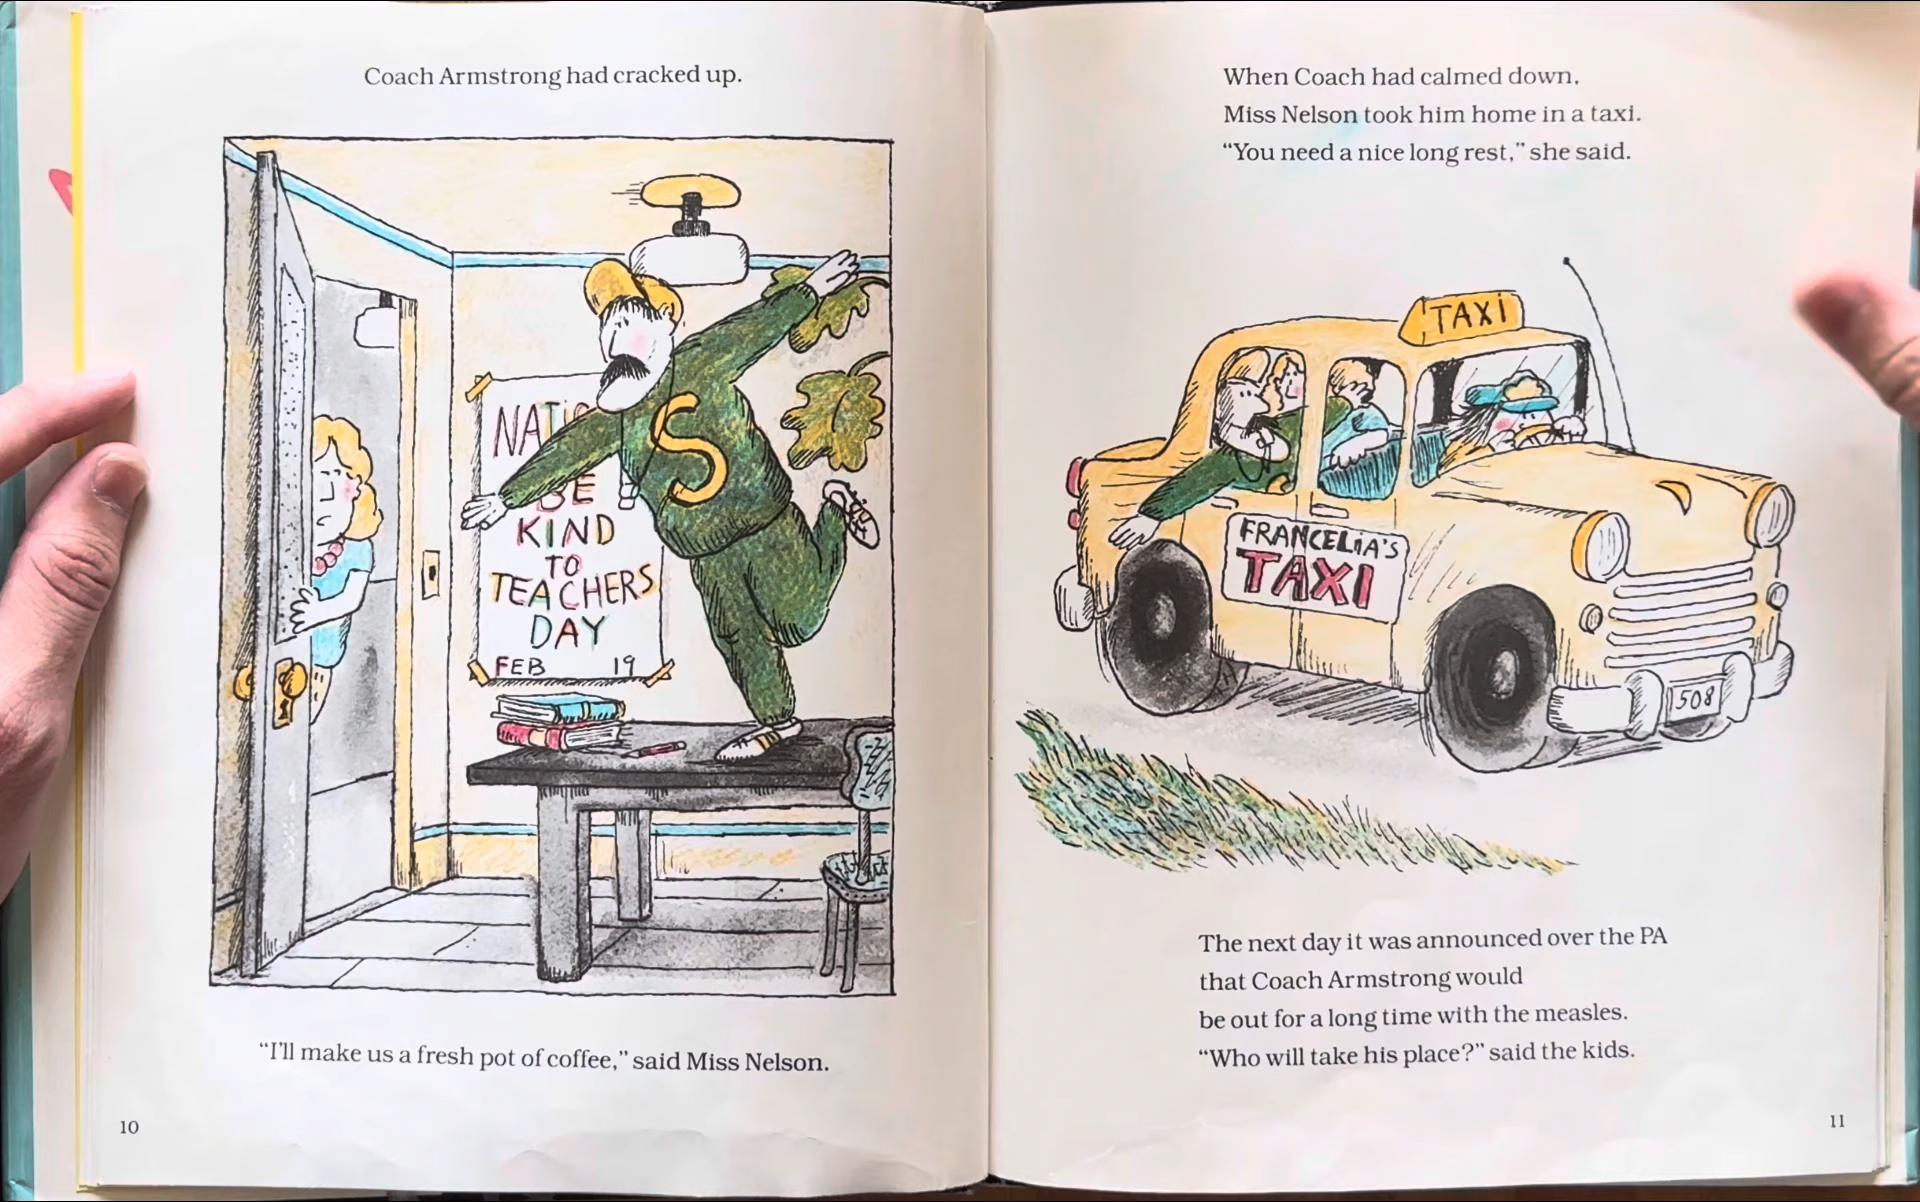 Coach Armstrong had cracked up.
S
BE
KIND
TO
TEACHERS
DAY
FEB 19
"I'll make us a fresh pot of coffee," said Miss Nelson.
10
When Coach had calmed down,
Miss Nelson took him home in a taxi.
"You need a nice long rest," she said.
TAXI
FRANCELIA'S
TAXI
508
The next day it was announced over the PA
that Coach Armstrong would
be out for a long time with the measles.
"Who will take his place?" said the kids.
11